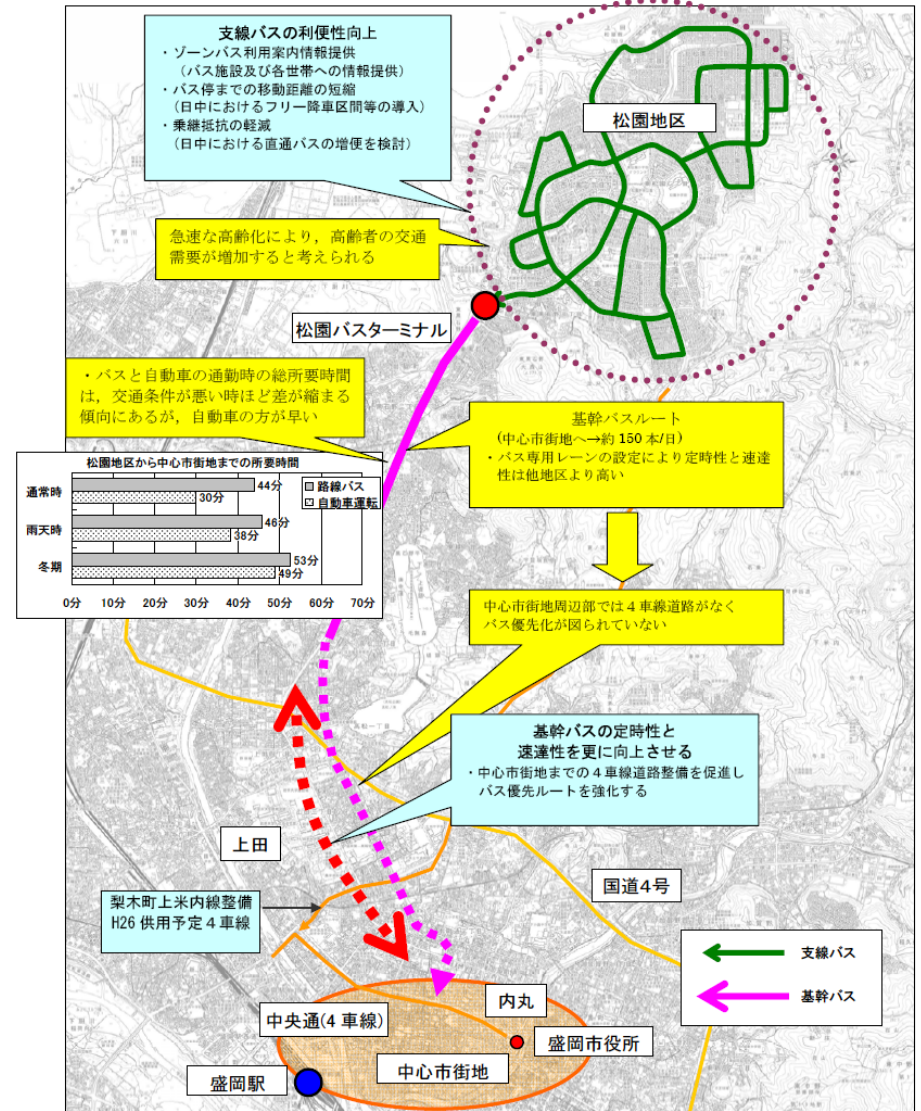 支線バスの利便性向上
・ゾーンバス利用案内情報提供
（バス施設及び各世帯への情報提供）
・バス停までの移動距離の短縮
（日中におけるフリー降車区間等の導入）
・乗継抵抗の軽減
（日中における直通バスの増便を検討）
松園地区
急速な高齢化により，高齢者の交通
需要が増加すると考えられる
松園バスターミナル
・バスと自動車の通勤時の総所要時間
は，交通条件が悪い時ほど差が縮まる
傾向にあるが，自動車の方が早い
基幹バスルート
(中心市街地へ→約 150 本/日)
・バス専用レーンの設定により定時性と速達
性は他地区より高い
松園地区から中心市街地までの所要時間
通常時
44分
30分
雨天時
46分
38分
冬期
53分
49分
0分 10分 20分 30分 40分 50分 60分 70分
路線バス
自動車運転
中心市街地周辺部では４車線道路がなく
バス優先化が図られていない
基幹バスの定時性と
速達性を更に向上させる
・中心市街地までの４車線道路整備を促進し
バス優先ルートを強化する
上田
国道4号
梨木町上米内線整備
H26 供用予定４車線
支線バス
基幹バス
内丸
中央通(4 車線)
盛岡市役所
中心市街地
盛岡駅